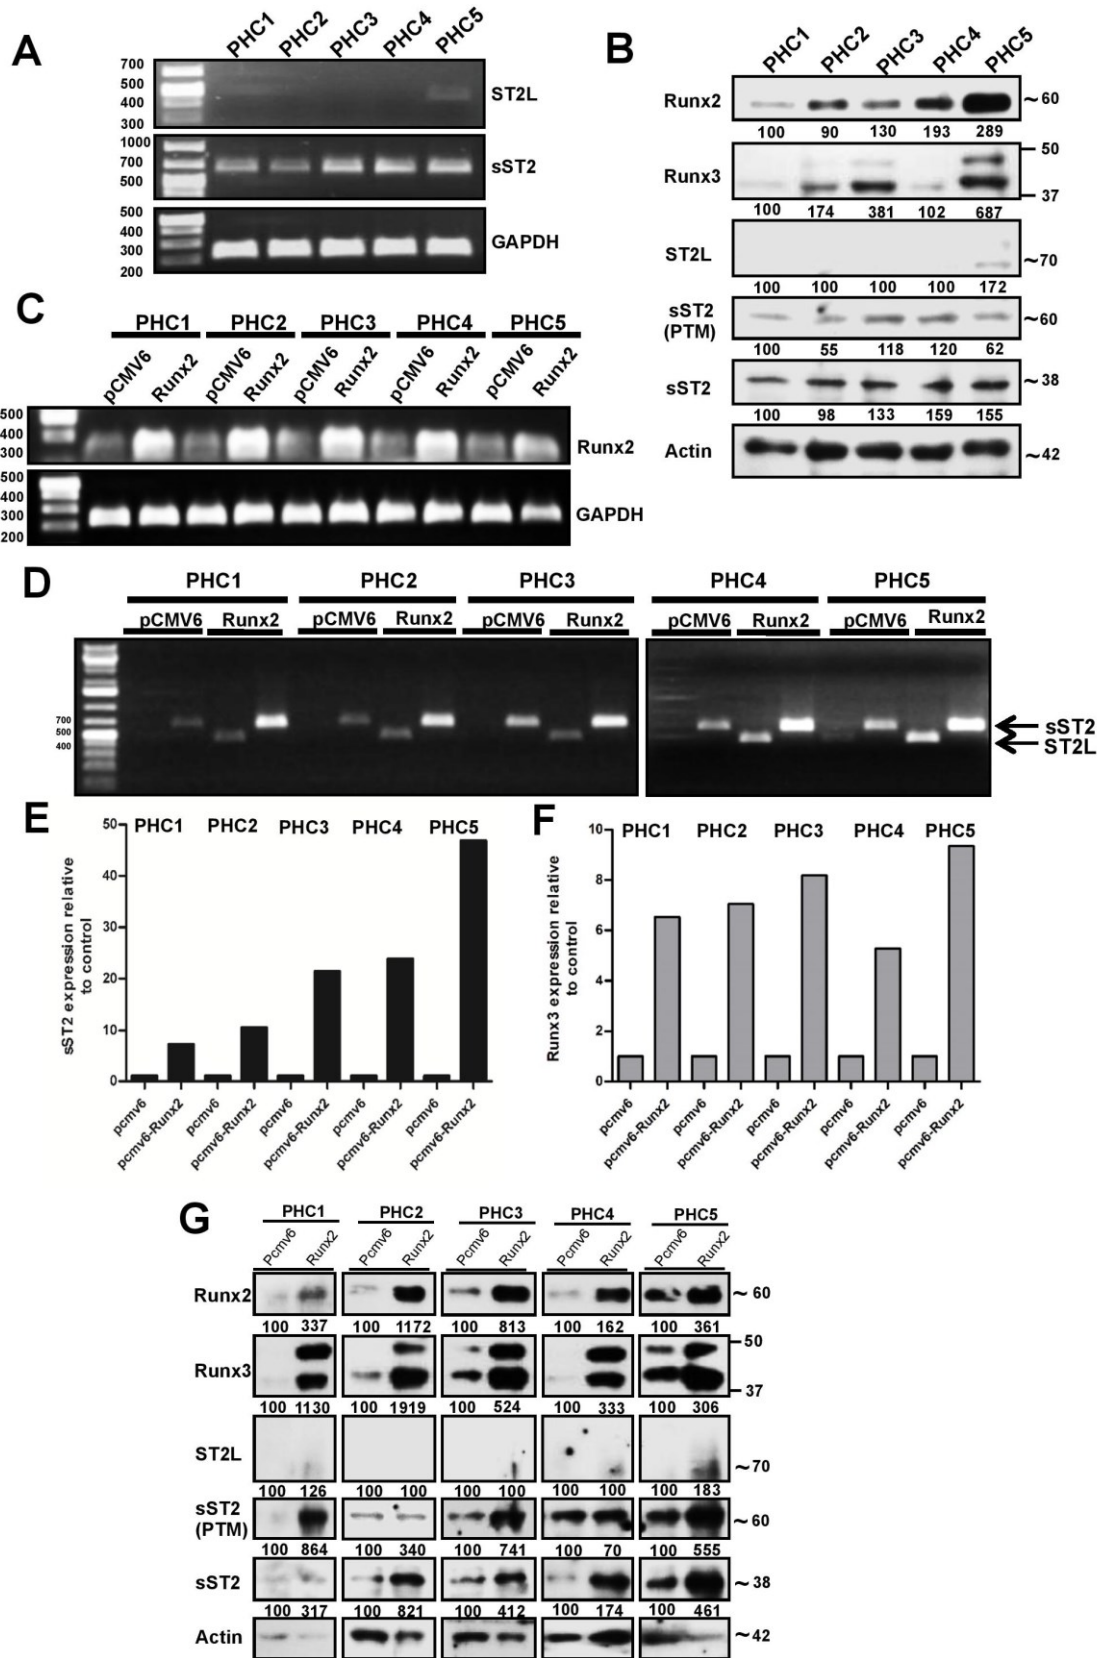 A
PHC1 PHC2 PHC3 PHC4 PHC5
700
500
400
300
ST2L
1000
700
500
sST2
500
400
300
200
GAPDH
B
PHC1 PHC2 PHC3 PHC4 PHC5
Runx2 ~60
100 90 130 193 289
Runx3 50
37
100 174 381 102 687
ST2L ~70
100 100 100 100 172
sST2 (PTM) ~60
100 55 118 120 62
sST2 ~38
100 98 133 159 155
Actin ~42
C
PHC1 PHC2 PHC3 PHC4 PHC5
pCMV6 Runx2 pCMV6 Runx2 pCMV6 Runx2 pCMV6 Runx2 pCMV6 Runx2
500
400
300
Runx2
500
400
300
200
GAPDH
D
PHC1 PHC2 PHC3 PHC4 PHC5
pCMV6 Runx2 pCMV6 Runx2 pCMV6 Runx2 pCMV6 Runx2 pCMV6 Runx2
700
500
400
sST2
ST2L
E
PHC1 PHC2 PHC3 PHC4 PHC5
sST2 expression relative
to control
50
40
30
20
10
0
pcmv6 pcmv6-Runx2 pcmv6 pcmv6-Runx2 pcmv6 pcmv6-Runx2 pcmv6 pcmv6-Runx2 pcmv6 pcmv6-Runx2
F
PHC1 PHC2 PHC3 PHC4 PHC5
Runx3 expression relative
to control
10
8
6
4
2
0
pcmv6 pcmv6-Runx2 pcmv6 pcmv6-Runx2 pcmv6 pcmv6-Runx2 pcmv6 pcmv6-Runx2 pcmv6 pcmv6-Runx2
G
PHC1 PHC2 PHC3 PHC4 PHC5
Pcmv6 Runx2 Pcmv6 Runx2 Pcmv6 Runx2 Pcmv6 Runx2 Pcmv6 Runx2
Runx2 ~60
100 337 100 1172 100 813 100 162 100 361
Runx3 50
37
100 1130 100 1919 100 524 100 333 100 306
ST2L ~70
100 126 100 100 100 100 100 100 100 183
sST2
(PTM) ~60
100 864 100 340 100 741 100 70 100 555
sST2 ~38
100 317 100 821 100 412 100 174 100 461
Actin ~42